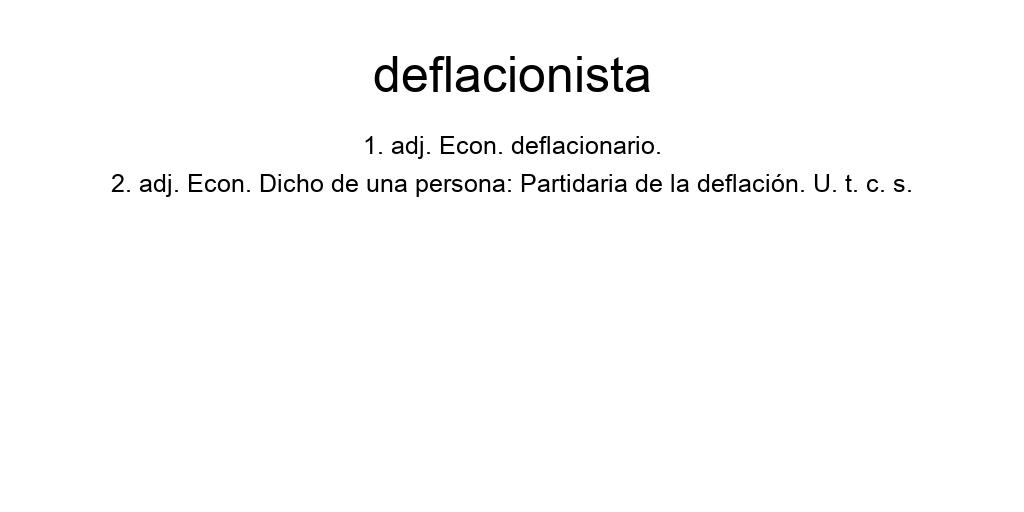 deflacionista
1. adj. Econ. deflacionario.
2. adj. Econ. Dicho de una persona: Partidaria de la deflación. U. t. c. s.